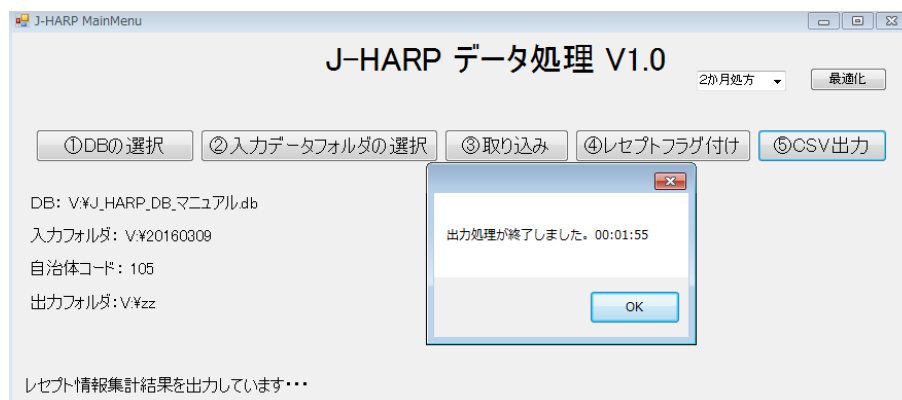 J-HARP MainMenu
J-HARP データ処理 V1.0
2か月処方
最適化
①DBの選択
②入力データフォルダの選択
③取り込み
④レセプトフラグ付け
⑤CSV出力
DB: V:¥J_HARP_DB_マニュアル.db
入力フォルダ: V:¥20160309
自治体コード: 105
出力フォルダ:V:¥zz
出力処理が終了しました。00:01:55
OK
レセプト情報集計結果を出力しています・・・